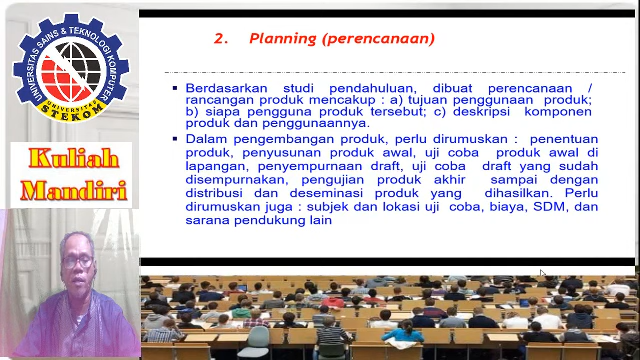 UNIVERSITAS SAINS & TEKNOLOGI KOMPUTER
UNIVERSITAS
STEKOM
Kuliah
Mandiri
2. Planning (perencanaan)
Berdasarkan studi pendahuluan, dibuat perencanaan /
rancangan produk mencakup : a) tujuan penggunaan produk;
b) siapa pengguna produk tersebut; c) deskripsi komponen
produk dan penggunaannya.
Dalam pengembangan produk, perlu dirumuskan : penentuan
produk, penyusunan produk awal, uji coba produk awal di
lapangan, penyempurnaan draft, uji coba draft yang sudah
disempurnakan, pengujian produk akhir sampai dengan
distribusi dan deseminasi produk yang dihasilkan. Perlu
dirumuskan juga : subjek dan lokasi uji coba, biaya, SDM, dan
sarana pendukung lain